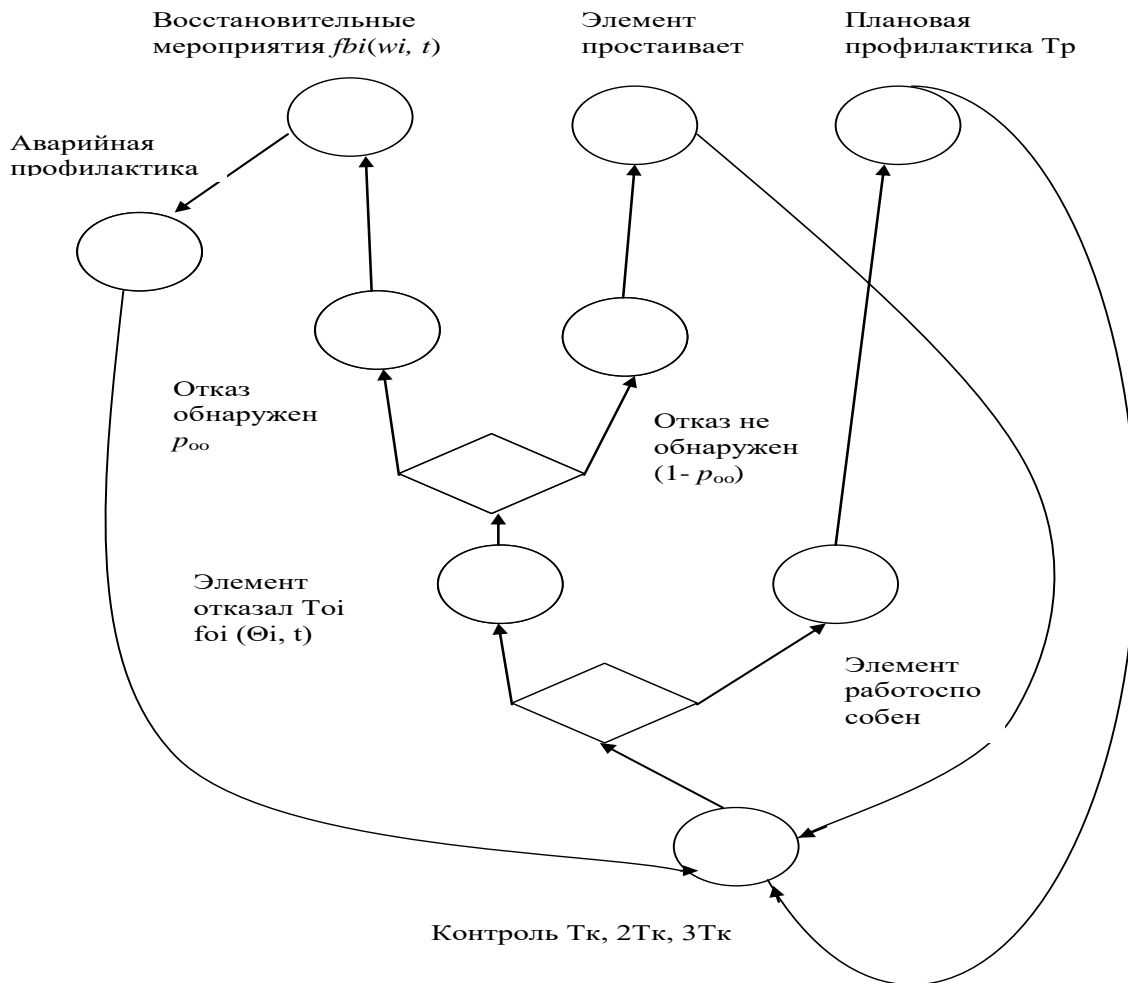 Восстановительные
мероприятия fbi(wi, t)
Элемент
простаивает
Плановая
профилактика Тр
Аварийная
профилактика
Отказ
обнаружен
pоо
Отказ не
обнаружен
(1- pоо)
Элемент
отказал Toi
foi (Θi, t)
Элемент
работоспо
собен
Контроль Тк, 2Тк, 3Тк